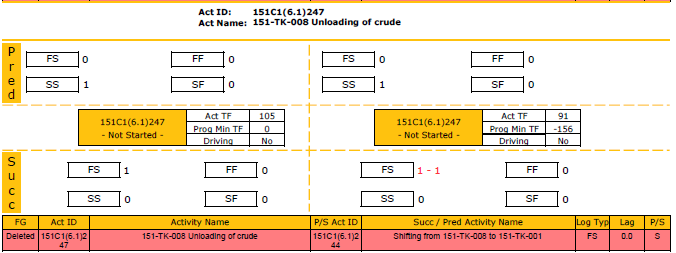 Act ID: 151C1(6.1)247
Act Name: 151-TK-008 Unloading of crude
Pred
FS 0 FF 0 FS 0 FF 0
SS 1 SF 0 SS 1 SF 0
151C1(6.1)247 - Not Started - Act TF 105 151C1(6.1)247 - Not Started - Act TF 91
Prog Min TF 0 Prog Min TF -156
Driving No Driving No
Succ
FS 1 FF 0 FS 1 - 1 FF 0
SS 0 SF 0 SS 0 SF 0
FG Act ID Activity Name P/S Act ID Succ / Pred Activity Name Log Typ Lag P/S
Deleted 151C1(6.1)2 151-TK-008 Unloading of crude 151C1(6.1)2 Shifting from 151-TK-008 to 151-TK-001 FS 0.0 S
47 44